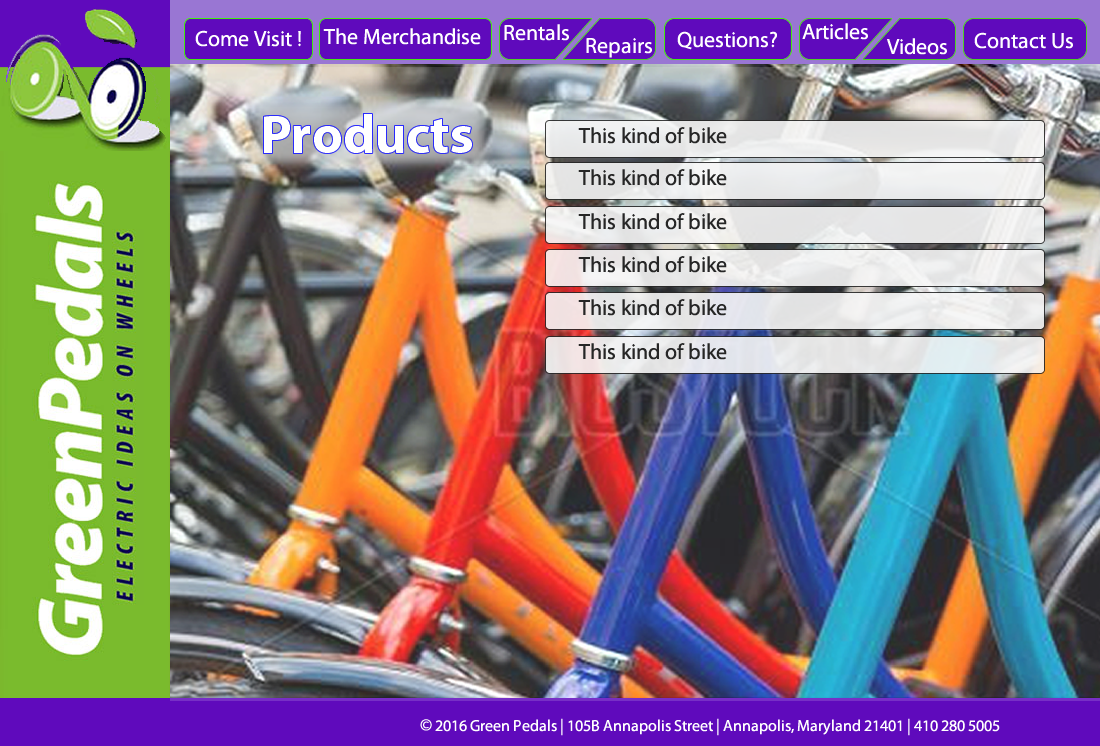 Come Visit !
The Merchandise
Rentals
Repairs
Questions?
Articles
Videos
Contact Us
GreenPedals
ELECTRIC IDEAS ON WHEELS
Products
This kind of bike
This kind of bike
This kind of bike
This kind of bike
This kind of bike
This kind of bike
© 2016 Green Pedals | 105B Annapolis Street | Annapolis, Maryland 21401 | 410 280 5005